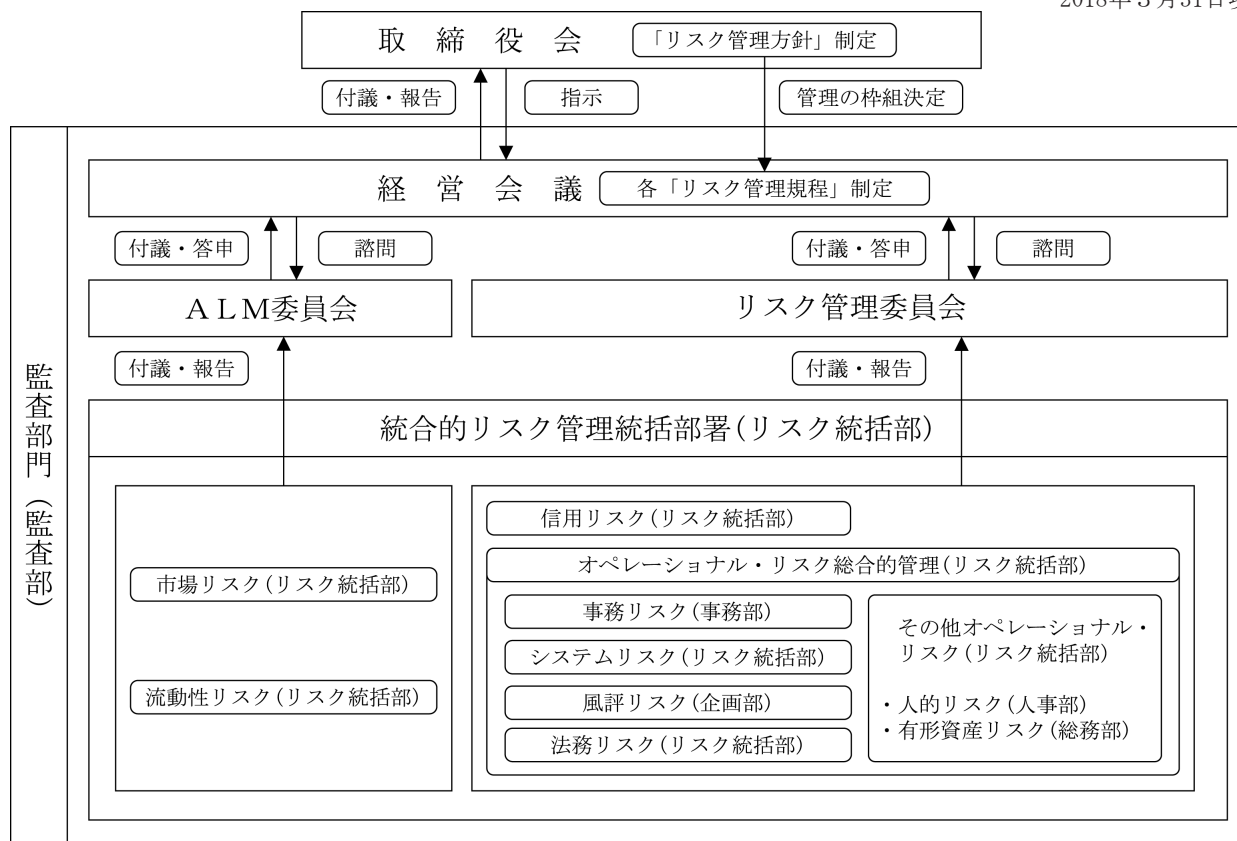 2018年3月31日現
取 締 役 会 「リスク管理方針」制定
付議・報告 指示 管理の枠組決定
経 営 会 議 各「リスク管理規程」制定
付議・答申 諮問 付議・答申 諮問
ALM委員会 リスク管理委員会
付議・報告 付議・報告
監査部門(監査部)
統合的リスク管理統括部署(リスク統括部)
市場リスク(リスク統括部)
流動性リスク(リスク統括部)
信用リスク(リスク統括部)
オペレーショナル・リスク総合的管理(リスク統括部)
事務リスク(事務部)
システムリスク(リスク統括部)
風評リスク(企画部)
法務リスク(リスク統括部)
その他オペレーショナル・
リスク(リスク統括部)
・人的リスク(人事部)
・有形資産リスク(総務部)